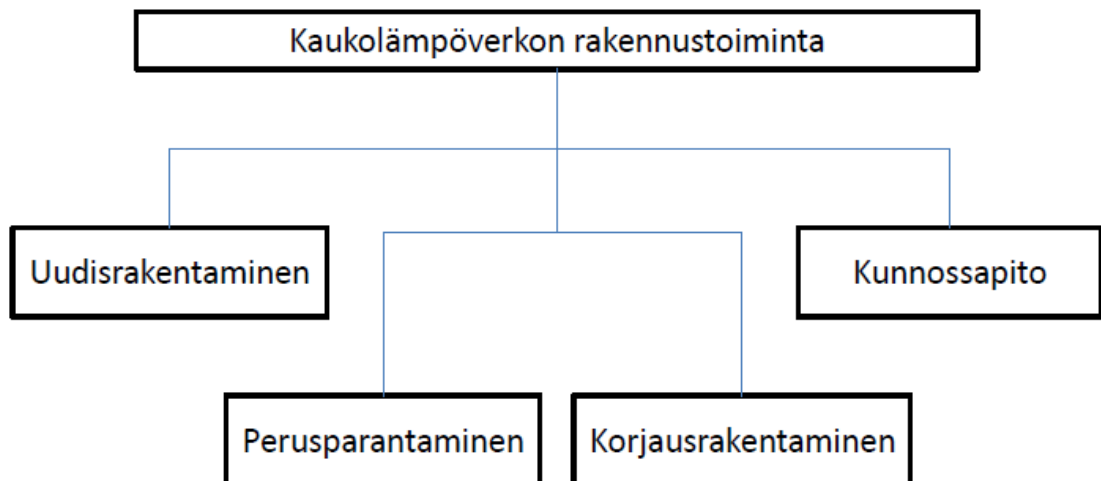 Kaukolämpöverkon rakennustoiminta
Uudisrakentaminen
Kunnossapito
Perusparantaminen
Korjausrakentaminen